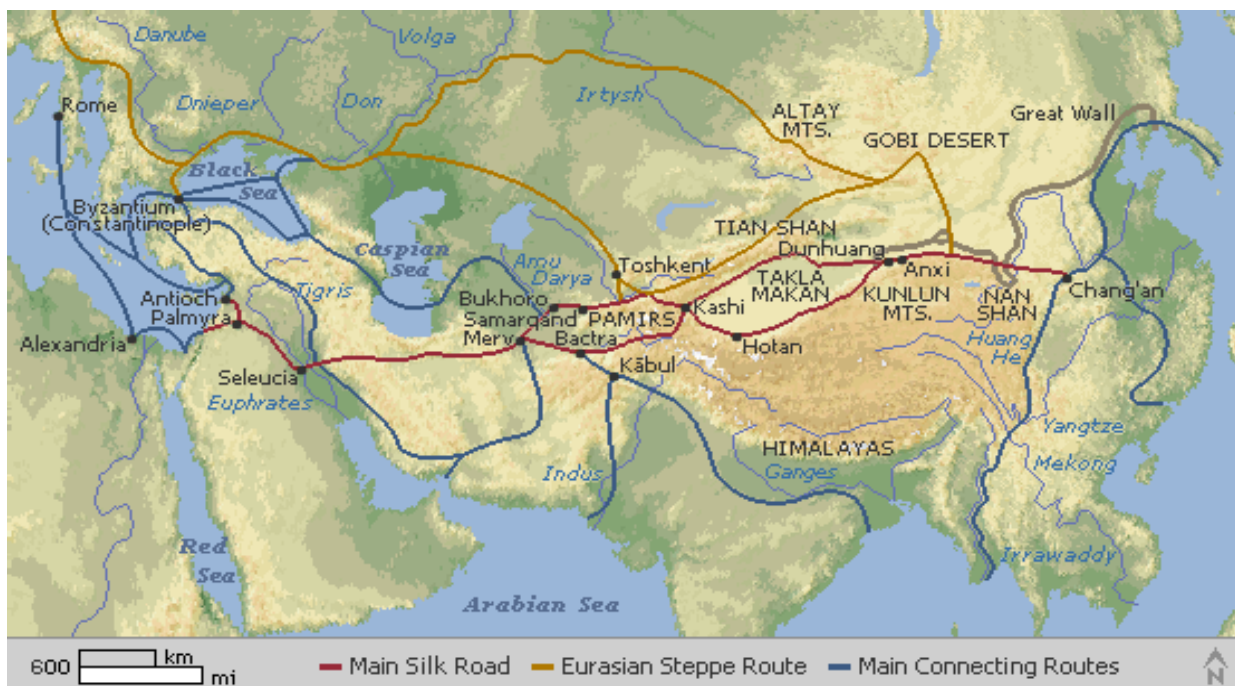 Danube
Volga
Rome
Dnieper
Don
Irtysh
ALTAY
MTS.
Great Wall
GOBI DESERT
Black
Sea
Byzantium
(Constantinople)
TIAN SHAN
Dunhuang
Caspian
Sea
Amu
Darya
Toshkent
TAKLA
MAKAN
Anxi
KUNLUN
MTS.
NAN
SHAN
Chang'an
Tigris
Antioch
Palmyra
Bukhoro
Samarqand
PAMIRS
Kashi
Alexandria
Merv
Bactra
Hotan
Huang
He
Seleucia
Kābul
Euphrates
Yangtze
HIMALAYAS
Indus
Ganges
Mekong
Red
Sea
Irrawaddy
Arabian Sea
600 km
mi
Main Silk Road Eurasian Steppe Route Main Connecting Routes
N